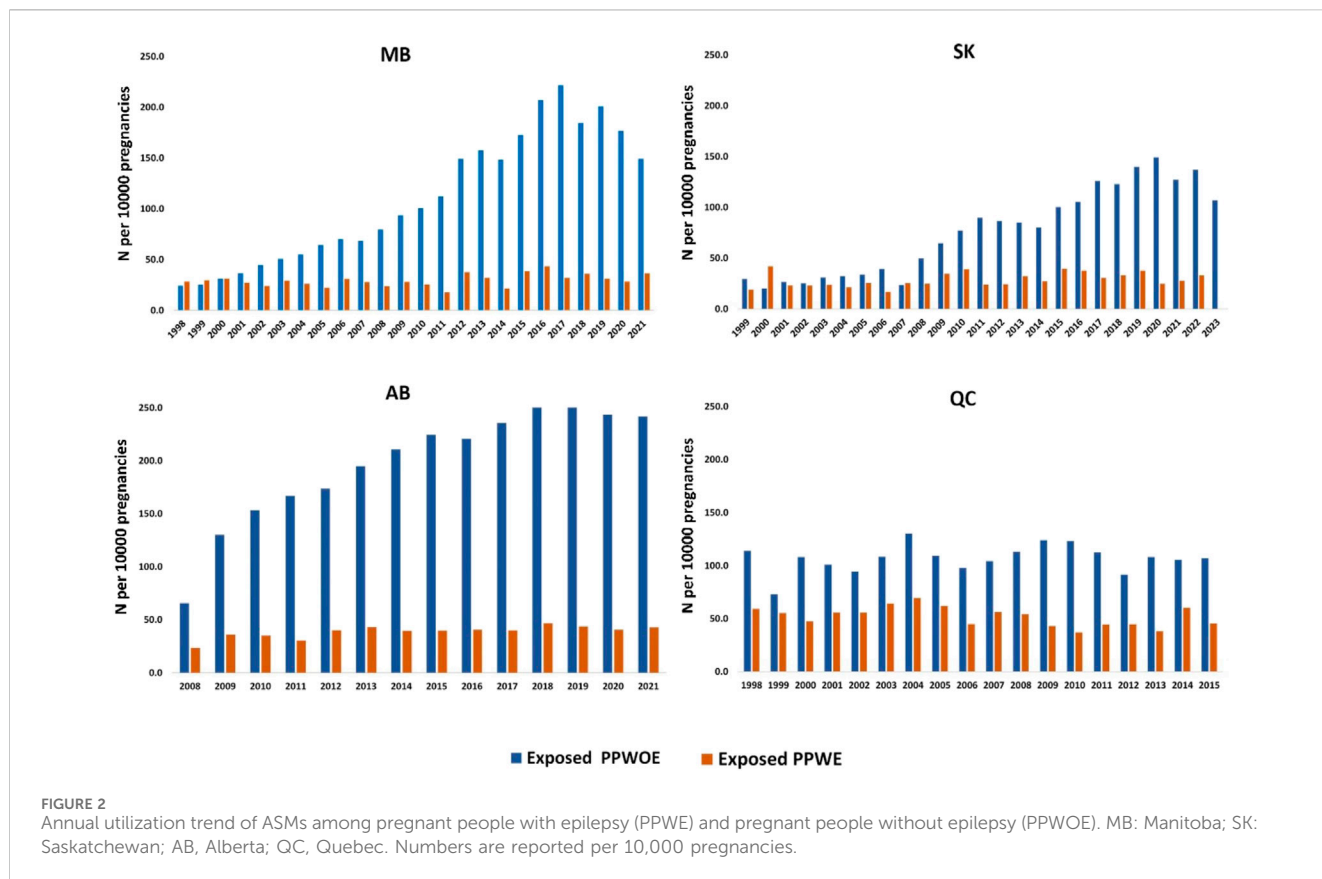 MB
N per 10000 pregnancies
250.0
200.0
150.0
100.0
50.0
0.0
1998 1999 2000 2001 2002 2003 2004 2005 2006 2007 2008 2009 2010 2011 2012 2013 2014 2015 2016 2017 2018 2019 2020 2021
SK
N per 10000 pregnancies
250.0
200.0
150.0
100.0
50.0
0.0
1999 2000 2001 2002 2003 2004 2005 2006 2007 2008 2009 2010 2011 2012 2013 2014 2015 2016 2017 2018 2019 2020 2021 2022 2023
AB
N per 10000 pregnancies
250.0
200.0
150.0
100.0
50.0
0.0
2008 2009 2010 2011 2012 2013 2014 2015 2016 2017 2018 2019 2020 2021
QC
N per 10000 pregnancies
250.0
200.0
150.0
100.0
50.0
0.0
1998 1999 2000 2001 2002 2003 2004 2005 2006 2007 2008 2009 2010 2011 2012 2013 2014 2015
Exposed PPWOE Exposed PPWE
FIGURE 2
Annual utilization trend of ASMs among pregnant people with epilepsy (PPWE) and pregnant people without epilepsy (PPWOE). MB: Manitoba; SK:
Saskatchewan; AB, Alberta; QC, Quebec. Numbers are reported per 10,000 pregnancies.